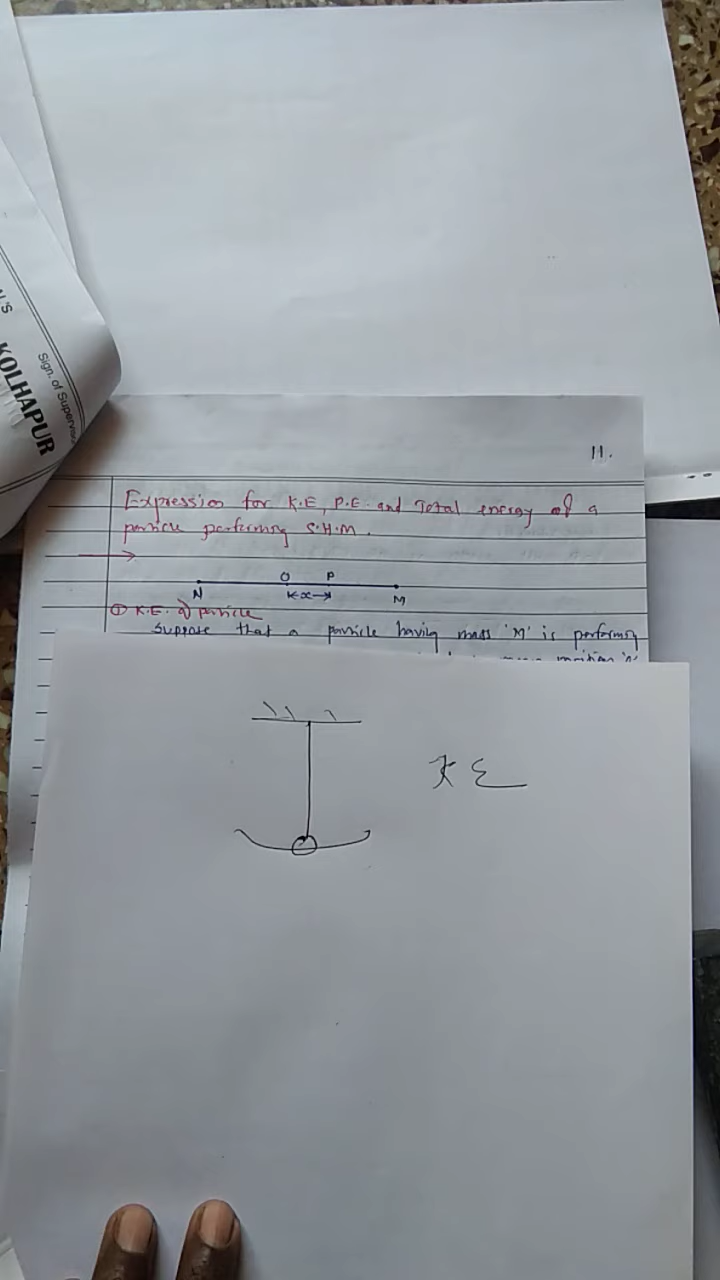 N'S
KOLHAPUR
Sign. of Supervisor
11.
Expression for K.E, P.E. and Total energy of a
particle performing S.H.M.
O P
N x M
① K.E. of particle
Suppose that a particle having mass 'M' is performing
K E